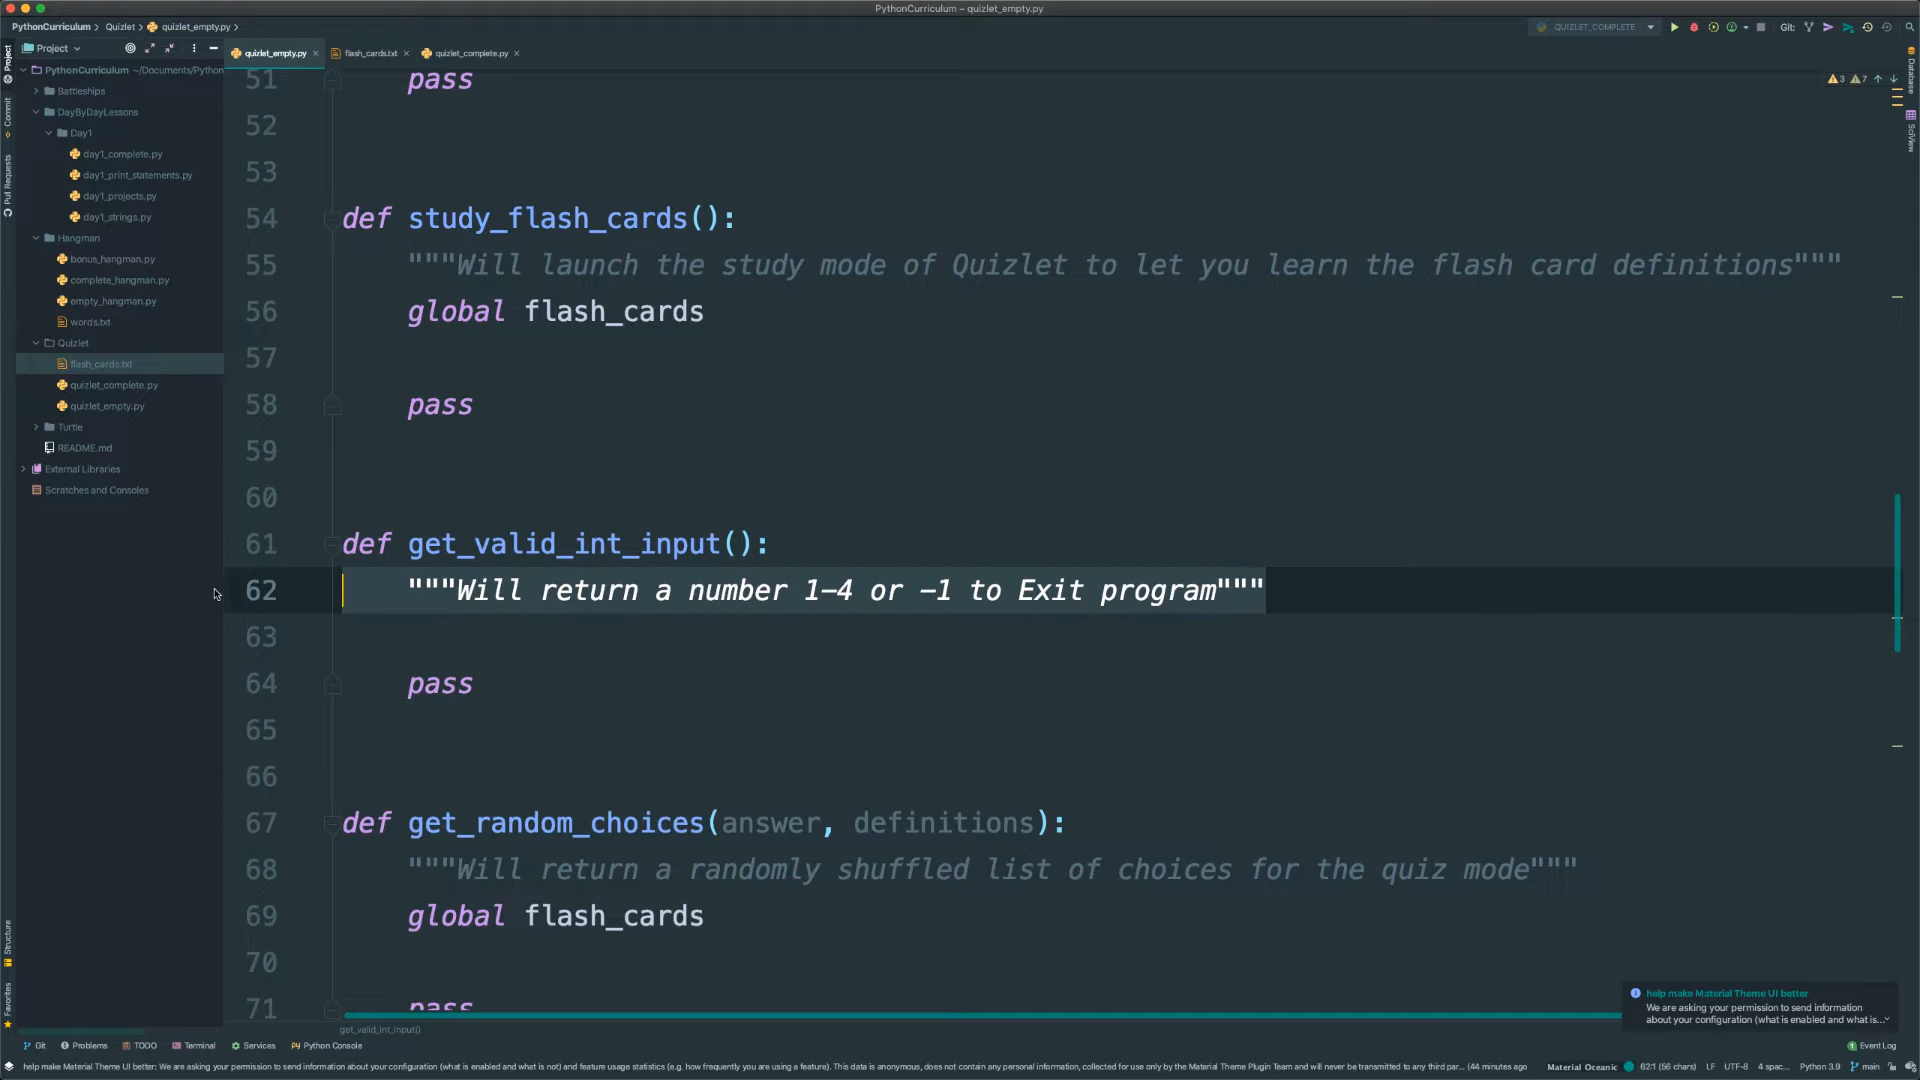 PythonCurriculum – quizlet_empty.py
PythonCurriculum › Quizlet › quizlet_empty.py ›
QUIZLET_COMPLETE
Git:
Project
quizlet_empty.py
flash_cards.txt
quizlet_complete.py
PythonCurriculum ~/Documents/Python
Battleships
DayByDayLessons
Day1
day1_complete.py
day1_print_statements.py
day1_projects.py
day1_strings.py
Hangman
bonus_hangman.py
complete_hangman.py
empty_hangman.py
words.txt
Quizlet
flash_cards.txt
quizlet_complete.py
quizlet_empty.py
Turtle
README.md
External Libraries
Scratches and Consoles
Project
Commit
Pull Requests
Structure
Favorites
3 7
Database
SciView
51 pass
52
53
54 def study_flash_cards():
55 """Will launch the study mode of Quizlet to let you learn the flash card definitions"""
56 global flash_cards
57
58 pass
59
60
61 def get_valid_int_input():
62 """Will return a number 1-4 or -1 to Exit program"""
63
64 pass
65
66
67 def get_random_choices(answer, definitions):
68 """Will return a randomly shuffled list of choices for the quiz mode"""
69 global flash_cards
70
71 pass
get_valid_int_input()
help make Material Theme UI better
We are asking your permission to send information
about your configuration (what is enabled and what is...
Git Problems TODO Terminal Services Python Console
Event Log
help make Material Theme UI better: We are asking your permission to send information about your configuration (what is enabled and what is not) and feature usage statistics (e.g. how frequently you are using a feature). This data is anonymous, does not contain any personal information, collected for use only by the Material Theme Plugin Team and will never be transmitted to any third par... (44 minutes ago
Material Oceanic 62:1 (56 chars) LF UTF-8 4 spac... Python 3.9 main